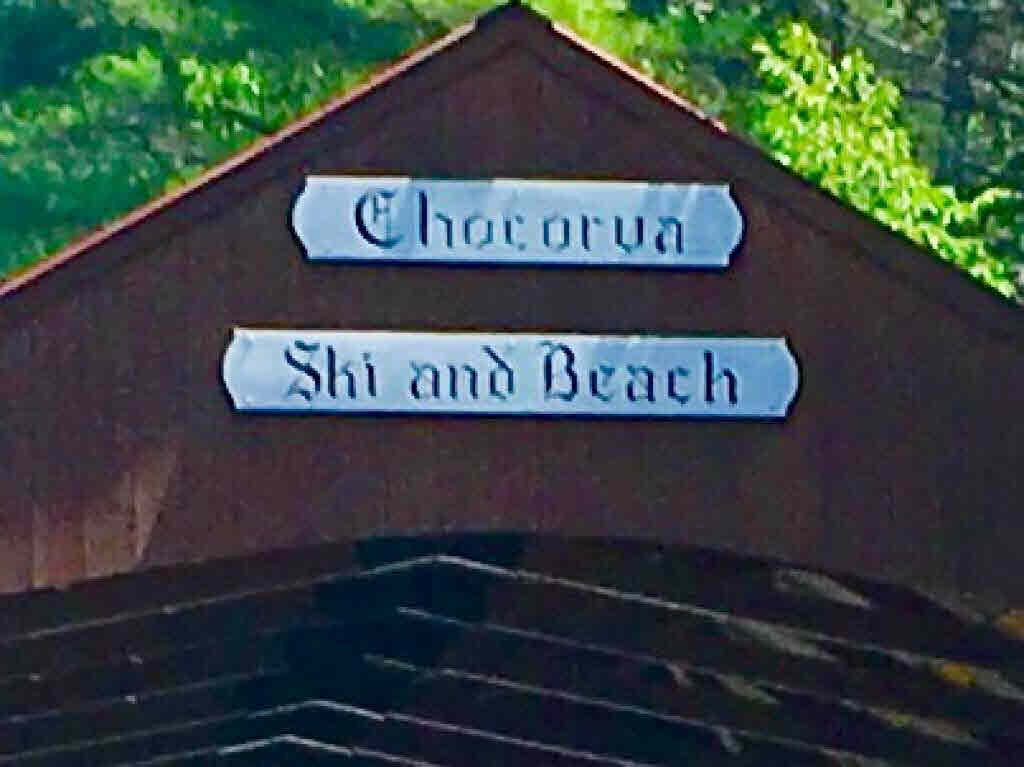 Chocorua
Ski and Beach